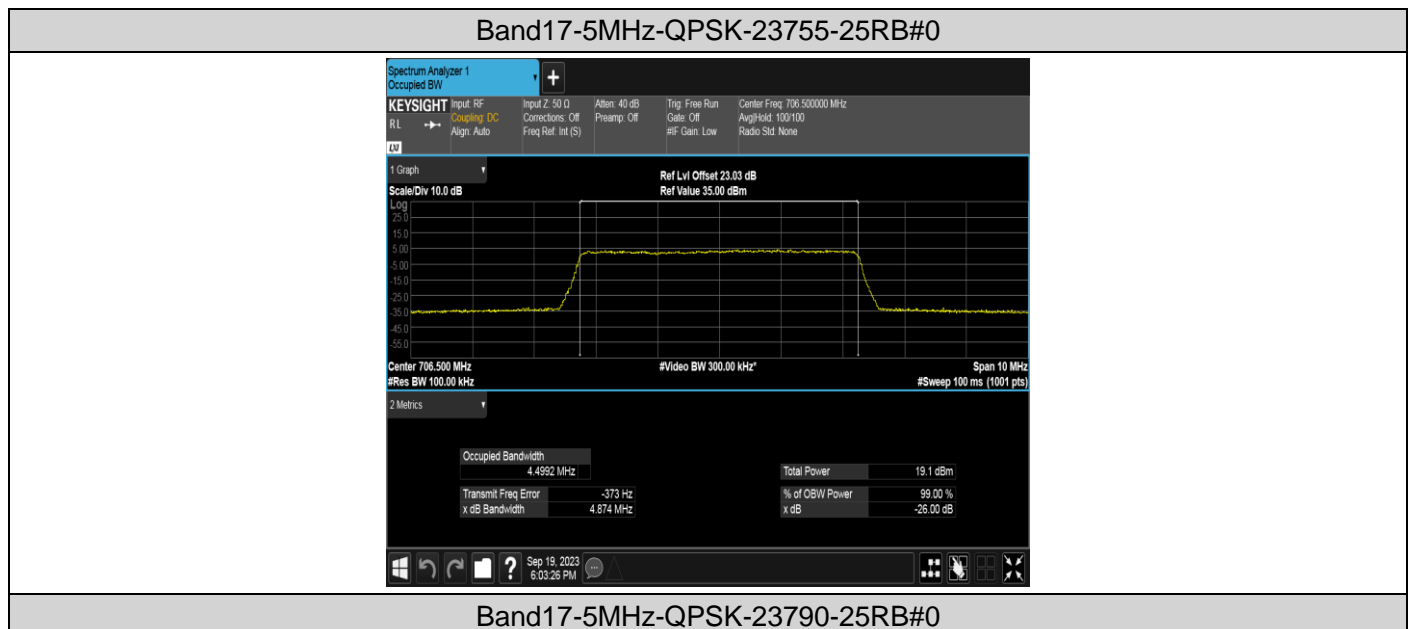 Band17-5MHz-QPSK-23755-25RB#0
Spectrum Analyzer 1
Occupied BW
+
KEYSIGHT Input: RF Input Z: 50 Ω Atten: 40 dB Trig: Free Run Center Freq: 706.500000 MHz
RL Coupling: DC Corrections: Off Preamp: Off Gate: Off Avg|Hold: 100/100
Align: Auto Freq Ref: Int (S) #IF Gain: Low Radio Std: None
LXI
1 Graph
Ref Lvl Offset 23.03 dB
Scale/Div 10.0 dB Ref Value 35.00 dBm
Log
25.0
15.0
5.00
-5.00
-15.0
-25.0
-35.0
-45.0
-55.0
Center 706.500 MHz #Video BW 300.00 kHz* Span 10 MHz
#Res BW 100.00 kHz #Sweep 100 ms (1001 pts)
2 Metrics
Occupied Bandwidth
4.4992 MHz Total Power 19.1 dBm
Transmit Freq Error -373 Hz % of OBW Power 99.00 %
x dB Bandwidth 4.874 MHz x dB -26.00 dB
? Sep 19, 2023
6:03:26 PM
Band17-5MHz-QPSK-23790-25RB#0